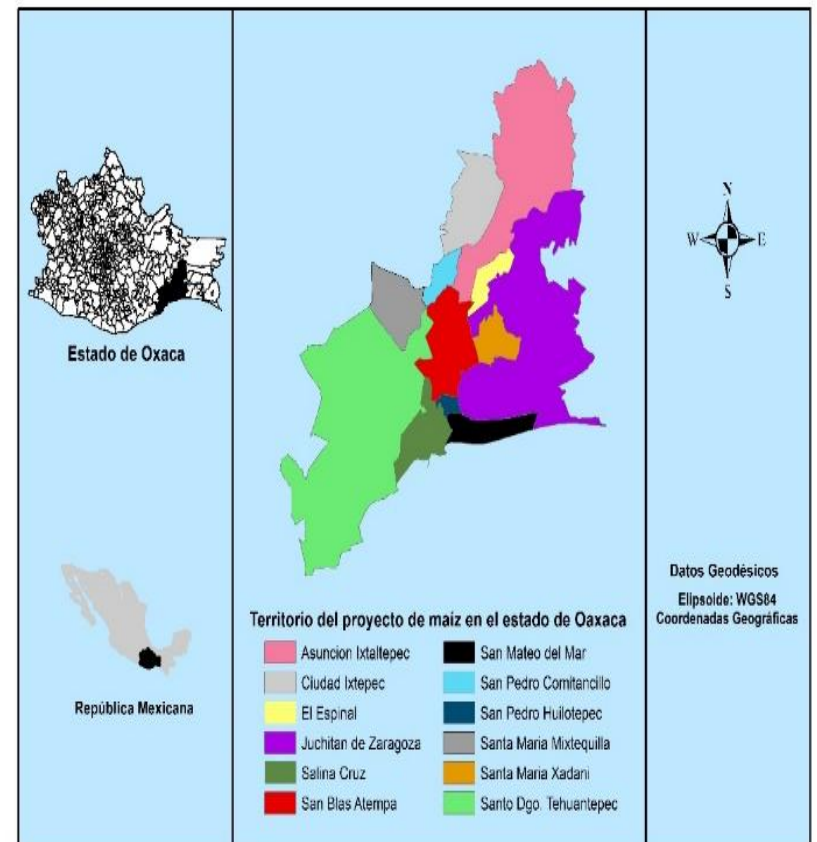 Estado de Oxaca
República Mexicana
N
W E
S
Datos Geodésicos
Elipsoide: WGS84
Coordenadas Geográficas
Territorio del proyecto de maiz en el estado de Oaxaca
Asuncion Ixtaltepec
Ciudad Ixtepec
El Espinal
Juchitan de Zaragoza
Salina Cruz
San Blas Atempa
San Mateo del Mar
San Pedro Comitancillo
San Pedro Huilotepec
Santa Maria Mixtequilla
Santa Maria Xadani
Santo Dgo. Tehuantepec